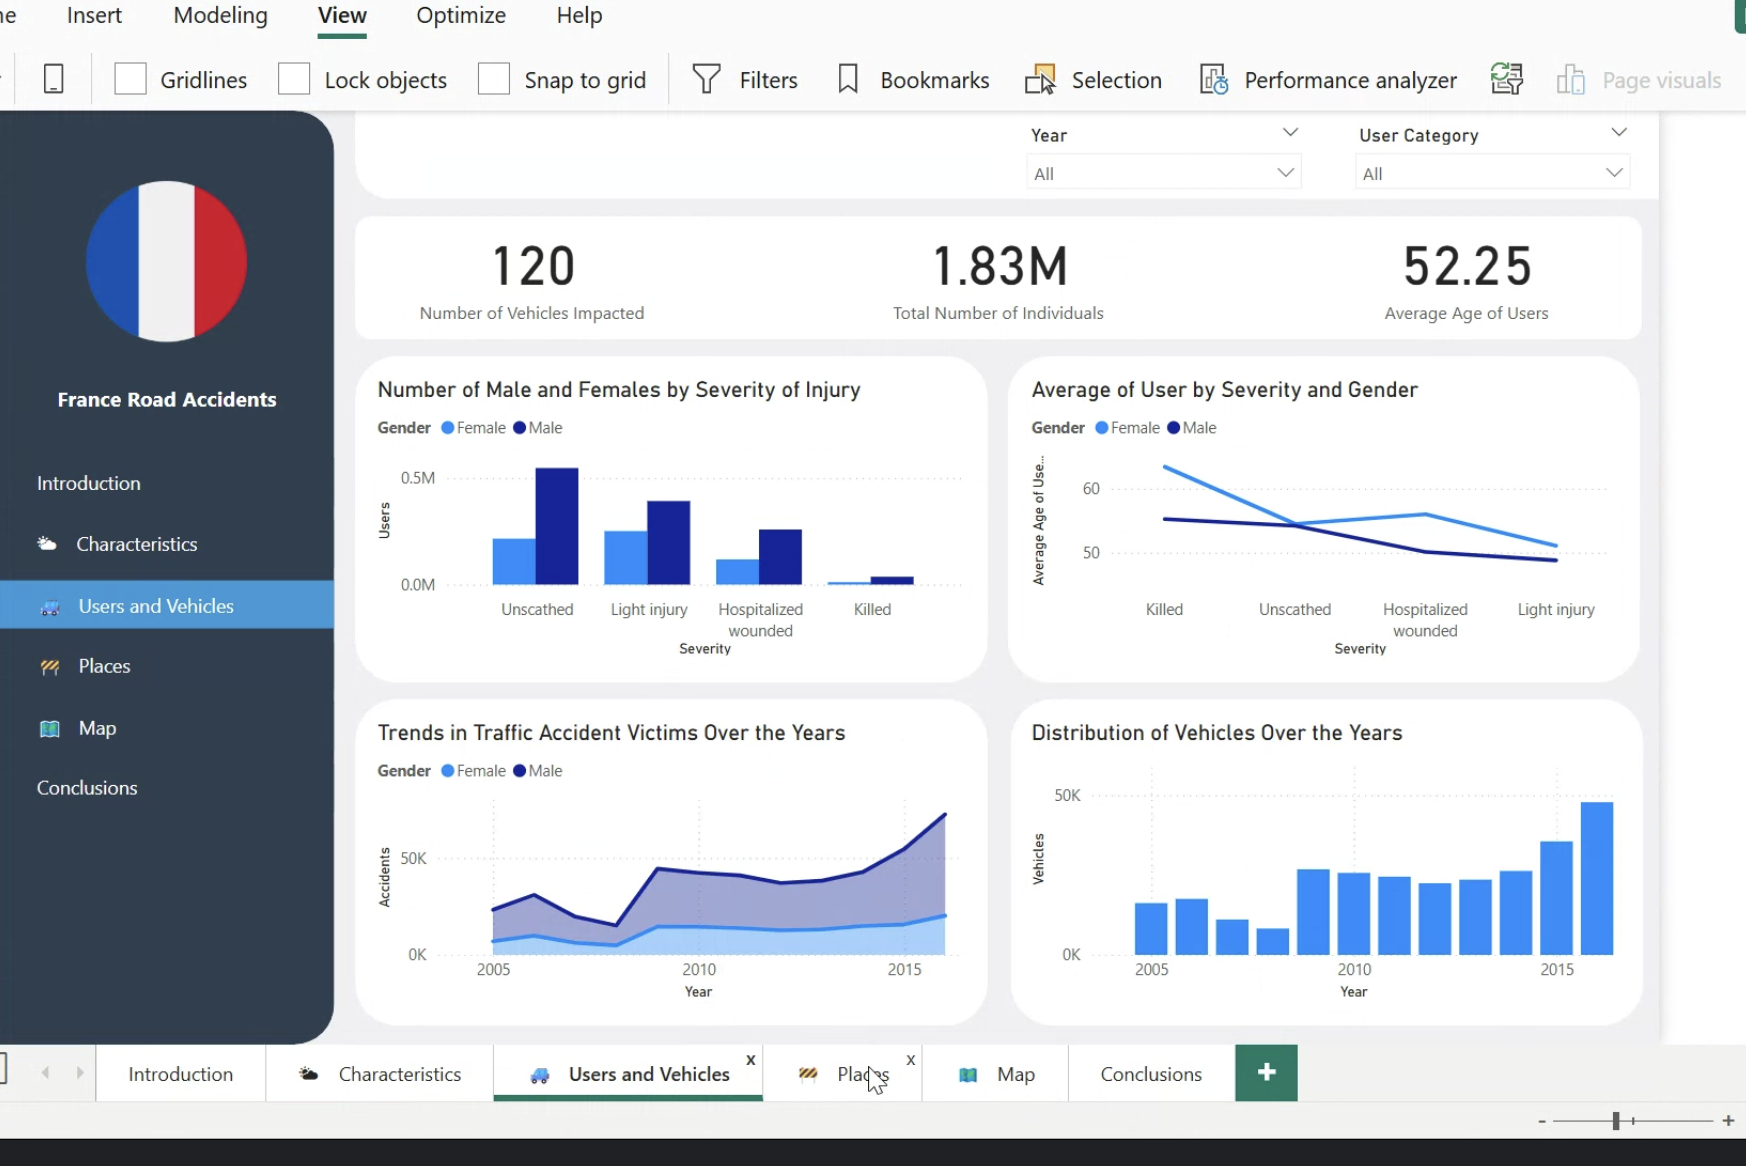 Insert Modeling View Optimize Help
Gridlines Lock objects Snap to grid Filters Bookmarks Selection Performance analyzer Page visuals
Year User Category
All All
120 1.83M 52.25
Number of Vehicles Impacted Total Number of Individuals Average Age of Users
France Road Accidents
Introduction
Characteristics
Users and Vehicles
Places
Map
Conclusions
Number of Male and Females by Severity of Injury
Gender Female Male
Users
0.5M
0.0M
Unscathed Light injury Hospitalized wounded Killed
Severity
Average of User by Severity and Gender
Gender Female Male
Average Age of Use...
60
50
Killed Unscathed Hospitalized wounded Light injury
Severity
Trends in Traffic Accident Victims Over the Years
Gender Female Male
Accidents
50K
0K
2005 2010 2015
Year
Distribution of Vehicles Over the Years
Vehicles
50K
0K
2005 2010 2015
Year
Introduction Characteristics Users and Vehicles x Places x Map Conclusions +
- +